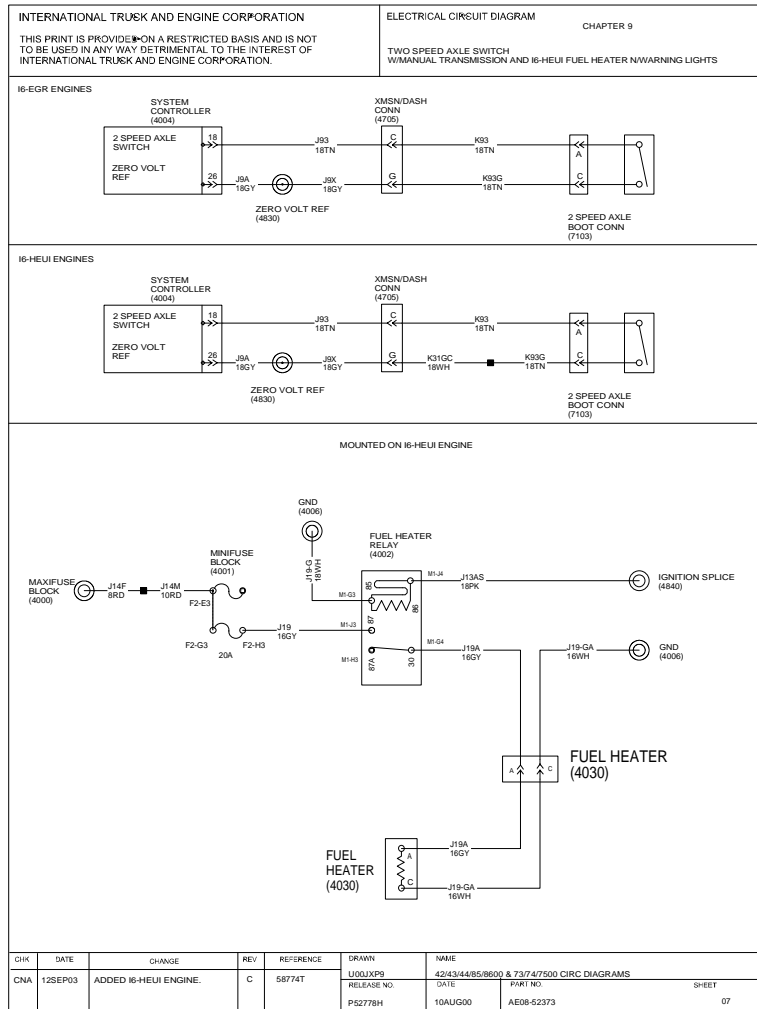 INTERNATIONAL TRUCK AND ENGINE CORPORATION
THIS PRINT IS PROVIDED ON A RESTRICTED BASIS AND IS NOT
TO BE USED IN ANY WAY DETRIMENTAL TO THE INTEREST OF
INTERNATIONAL TRUCK AND ENGINE CORPORATION.
ELECTRICAL CIRCUIT DIAGRAM
CHAPTER 9
TWO SPEED AXLE SWITCH
W/MANUAL TRANSMISSION AND I6-HEUI FUEL HEATER N/WARNING LIGHTS
I6-EGR ENGINES
SYSTEM
CONTROLLER
(4004)
2 SPEED AXLE
SWITCH
ZERO VOLT
REF
18
26
J9A
18GY
ZERO VOLT REF
(4830)
J93
18TN
J9X
18GY
XMSN/DASH
CONN
(4705)
C
G
K93
18TN
K93G
18TN
A
C
2 SPEED AXLE
BOOT CONN
(7103)
I6-HEUI ENGINES
SYSTEM
CONTROLLER
(4004)
2 SPEED AXLE
SWITCH
ZERO VOLT
REF
18
26
J9A
18GY
ZERO VOLT REF
(4830)
J93
18TN
J9X
18GY
XMSN/DASH
CONN
(4705)
C
G
K93
18TN
K31GC
18WH
K93G
18TN
A
C
2 SPEED AXLE
BOOT CONN
(7103)
MOUNTED ON I6-HEUI ENGINE
GND
(4006)
J19-G
18WH
FUEL HEATER
RELAY
(4002)
MAXIFUSE
BLOCK
(4000)
J14F
8RD
J14M
10RD
MINIFUSE
BLOCK
(4001)
F2-E3
F2-G3
F2-H3
20A
J19
16GY
M1-G3
M1-J3
M1-H3
M1-J4
M1-G4
85
86
87
87A
30
J13AS
18PK
IGNITION SPLICE
(4840)
J19A
16GY
J19-GA
16WH
GND
(4006)
A
C
FUEL HEATER
(4030)
FUEL
HEATER
(4030)
A
C
J19A
16GY
J19-GA
16WH
CHK DATE CHANGE REV REFERENCE DRAWN NAME
CNA 12SEP03 ADDED I6-HEUI ENGINE. C 58774T U00JXP9 42/43/44/85/8600 & 73/74/7500 CIRC DIAGRAMS
RELEASE NO. DATE PART NO. SHEET
P52778H 10AUG00 AE08-52373 07